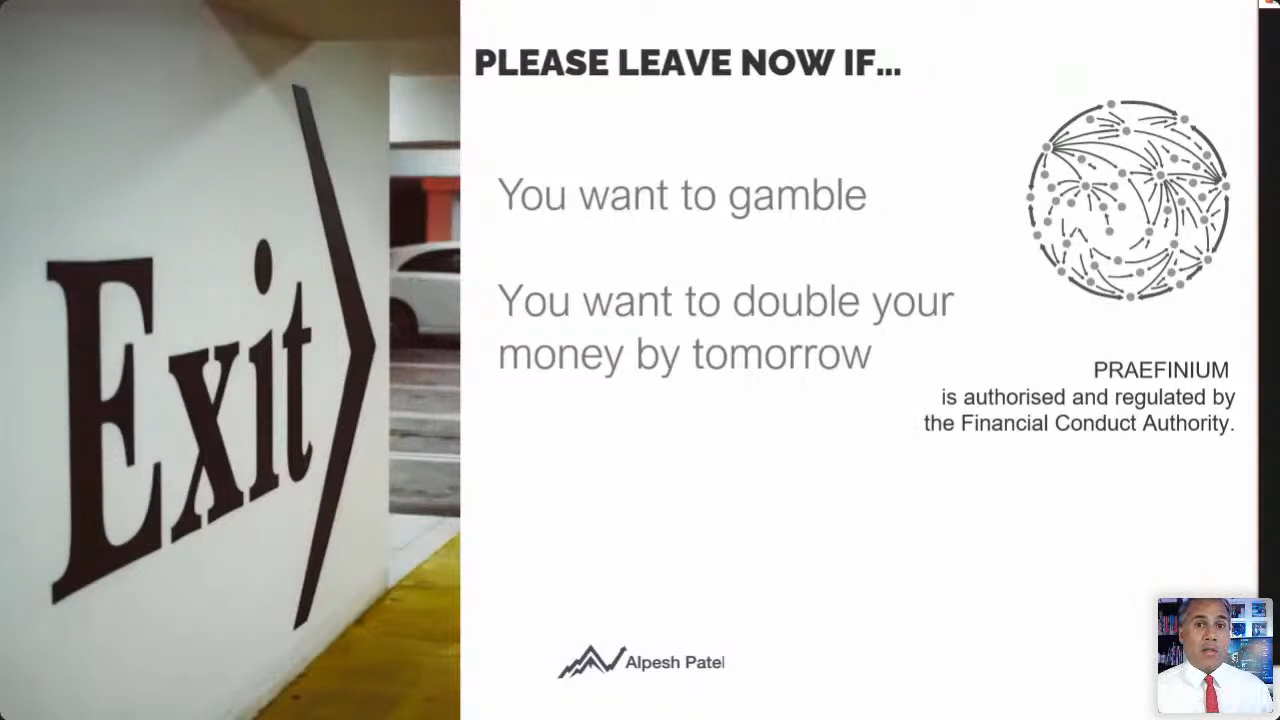 Exit
PLEASE LEAVE NOW IF...
You want to gamble
You want to double your
money by tomorrow
PRAEFINIUM
is authorised and regulated by
the Financial Conduct Authority.
Alpesh Patel